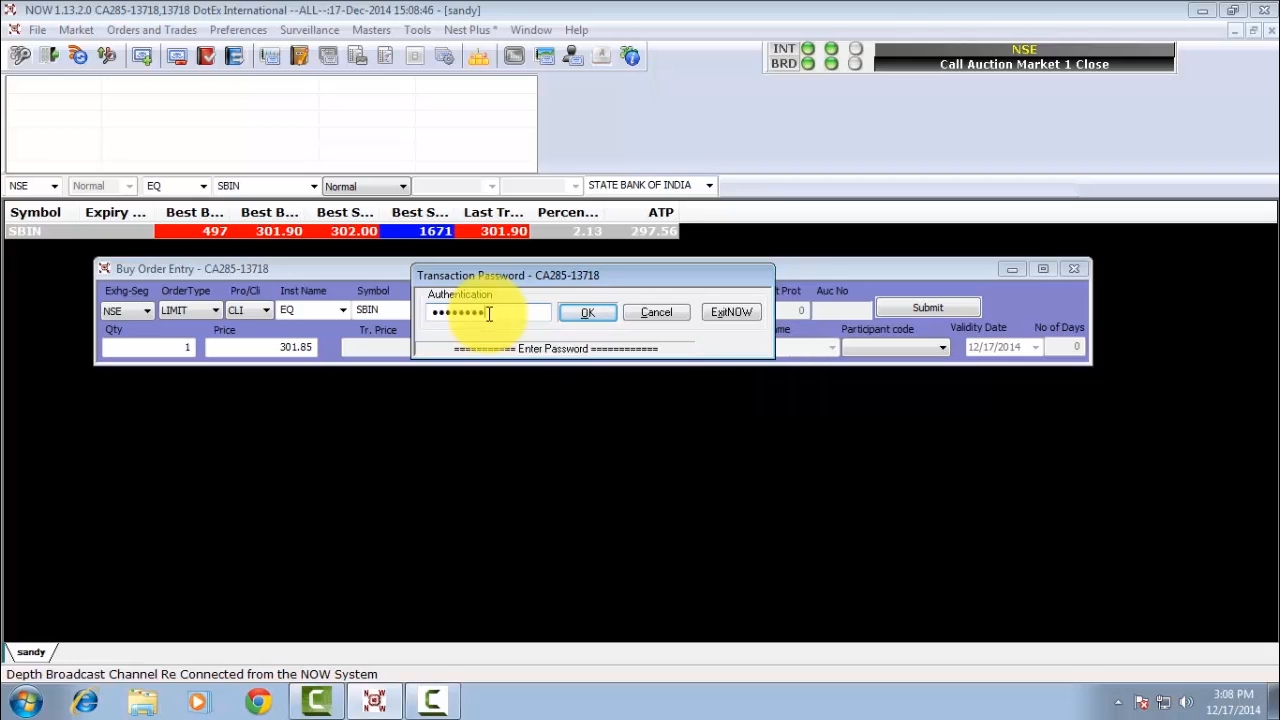 NOW 1.13.2.0 CA285-13718,13718 DotEx International --ALL--:17-Dec-2014 15:08:46 - [sandy]
File Market Orders and Trades Preferences Surveillance Masters Tools Nest Plus * Window Help
INT
BRD
NSE
Call Auction Market 1 Close
NSE Normal EQ SBIN Normal STATE BANK OF INDIA
Symbol Expiry ... Best B... Best B... Best S... Best S... Last Tr... Percen... ATP
SBIN 497 301.90 302.00 1671 301.90 2.13 297.56
Buy Order Entry - CA285-13718
Exhg-Seg OrderType Pro/Cli Inst Name Symbol
NSE LIMIT CLI EQ SBIN
Qty Price Tr. Price
1 301.85
Transaction Password - CA285-13718
Authentication
•••••••• OK Cancel ExitNOW
=========== Enter Password ============
Prot Auc No
0 Submit
me Participant code Validity Date No of Days
12/17/2014 0
sandy
Depth Broadcast Channel Re Connected from the NOW System
3:08 PM
12/17/2014